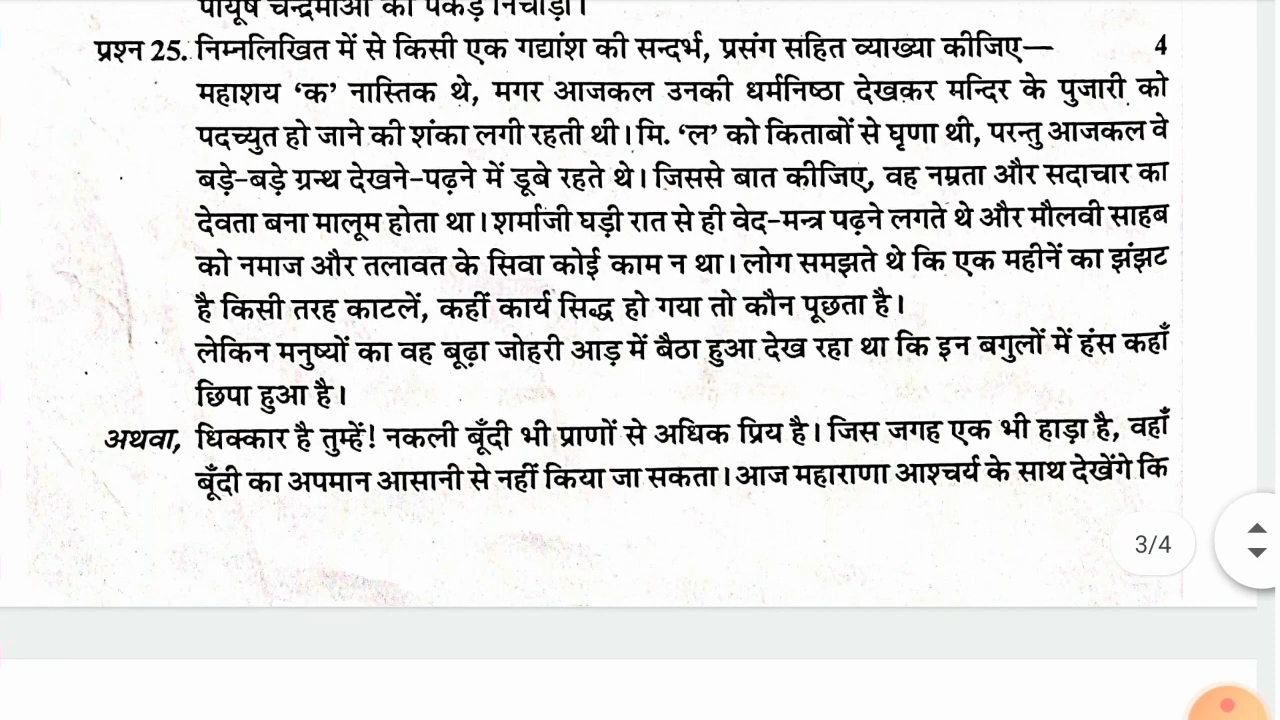 पीयूष चन्द्रमाओं को पकड़ निचोड़ा।
प्रश्न 25. निम्नलिखित में से किसी एक गद्यांश की सन्दर्भ, प्रसंग सहित व्याख्या कीजिए— 4
महाशय ‘क’ नास्तिक थे, मगर आजकल उनकी धर्मनिष्ठा देखकर मन्दिर के पुजारी को
पदच्युत हो जाने की शंका लगी रहती थी। मि. ‘ल’ को किताबों से घृणा थी, परन्तु आजकल वे
बड़े-बड़े ग्रन्थ देखने-पढ़ने में डूबे रहते थे। जिससे बात कीजिए, वह नम्रता और सदाचार का
देवता बना मालूम होता था। शर्माजी घड़ी रात से ही वेद-मन्त्र पढ़ने लगते थे और मौलवी साहब
को नमाज और तलावत के सिवा कोई काम न था। लोग समझते थे कि एक महीनें का झंझट
है किसी तरह काटलें, कहीं कार्य सिद्ध हो गया तो कौन पूछता है।
लेकिन मनुष्यों का वह बूढ़ा जोहरी आड़ में बैठा हुआ देख रहा था कि इन बगुलों में हंस कहाँ
छिपा हुआ है।
अथवा, धिक्कार है तुम्हें! नकली बूँदी भी प्राणों से अधिक प्रिय है। जिस जगह एक भी हाड़ा है, वहाँ
बूँदी का अपमान आसानी से नहीं किया जा सकता। आज महाराणा आश्चर्य के साथ देखेंगे कि
3/4